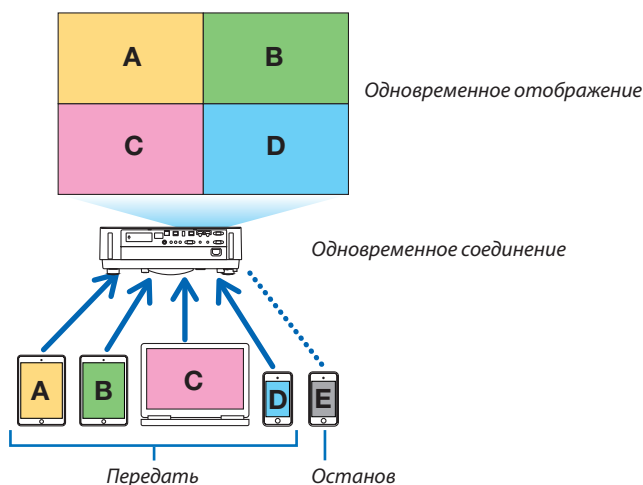 A B
Одновременное отображение
C D
Одновременное соединение
A B C D E
Передать Останов